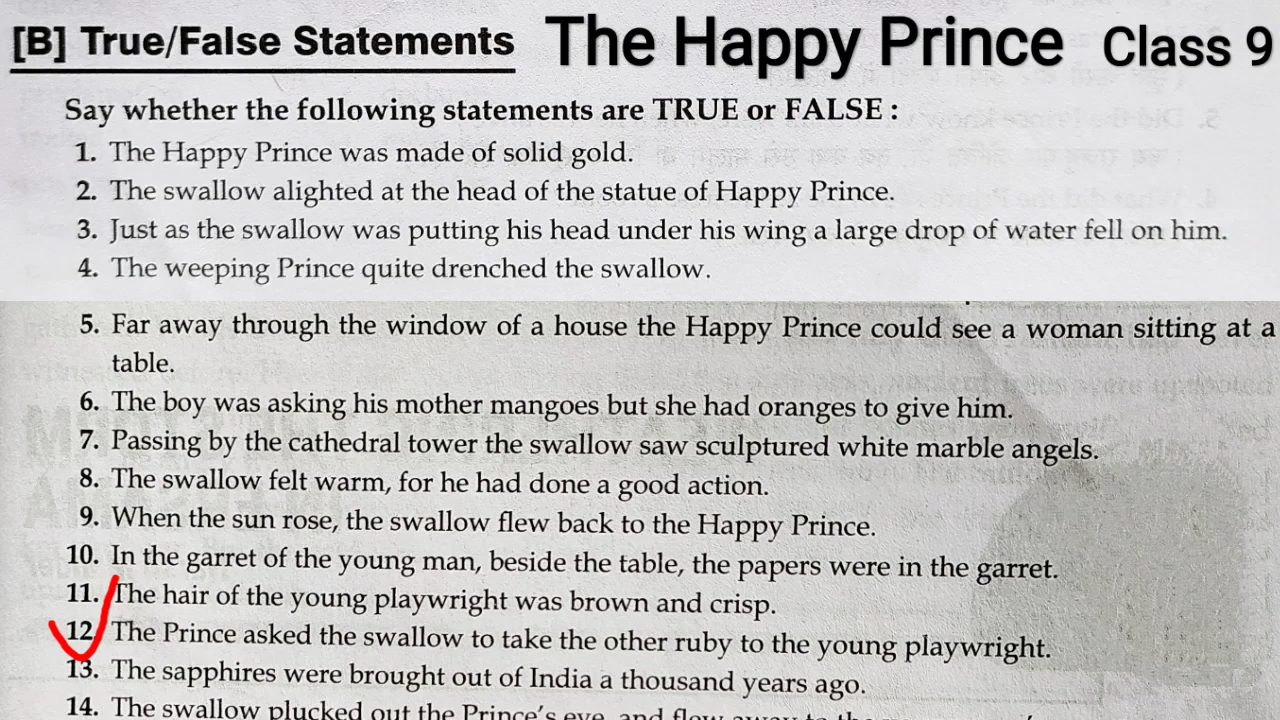 [B] True/False Statements The Happy Prince Class 9
Say whether the following statements are TRUE or FALSE :
1. The Happy Prince was made of solid gold.
2. The swallow alighted at the head of the statue of Happy Prince.
3. Just as the swallow was putting his head under his wing a large drop of water fell on him.
4. The weeping Prince quite drenched the swallow.
5. Far away through the window of a house the Happy Prince could see a woman sitting at a
table.
6. The boy was asking his mother mangoes but she had oranges to give him.
7. Passing by the cathedral tower the swallow saw sculptured white marble angels.
8. The swallow felt warm, for he had done a good action.
9. When the sun rose, the swallow flew back to the Happy Prince.
10. In the garret of the young man, beside the table, the papers were in the garret.
11. The hair of the young playwright was brown and crisp.
12. The Prince asked the swallow to take the other ruby to the young playwright.
13. The sapphires were brought out of India a thousand years ago.
14. The swallow plucked out the Prince's eye, and flew away to the